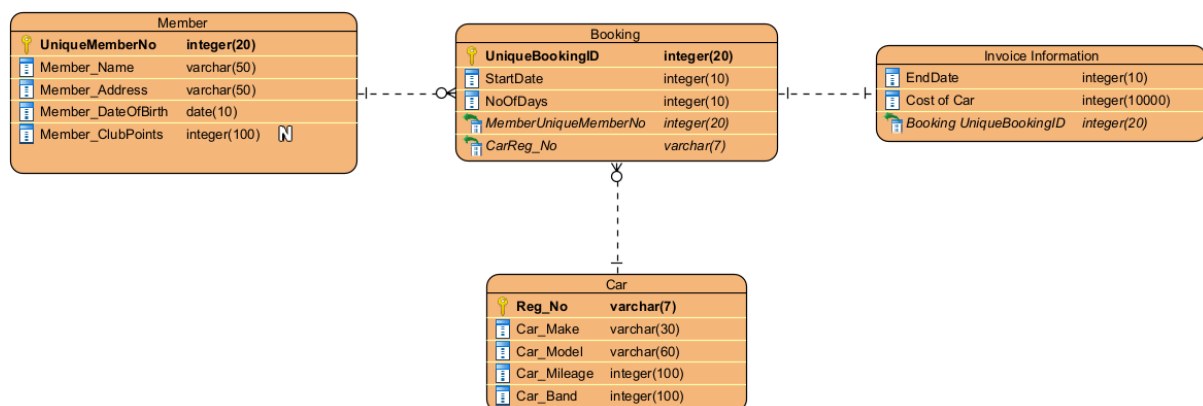 Member
UniqueMemberNo integer(20)
Member_Name varchar(50)
Member_Address varchar(50)
Member_DateOfBirth date(10)
Member_ClubPoints integer(100) N
Booking
UniqueBookingID integer(20)
StartDate integer(10)
NoOfDays integer(10)
MemberUniqueMemberNo integer(20)
CarReg_No varchar(7)
Invoice Information
EndDate integer(10)
Cost of Car integer(10000)
Booking UniqueBookingID integer(20)
Car
Reg_No varchar(7)
Car_Make varchar(30)
Car_Model varchar(60)
Car_Mileage integer(100)
Car_Band integer(100)